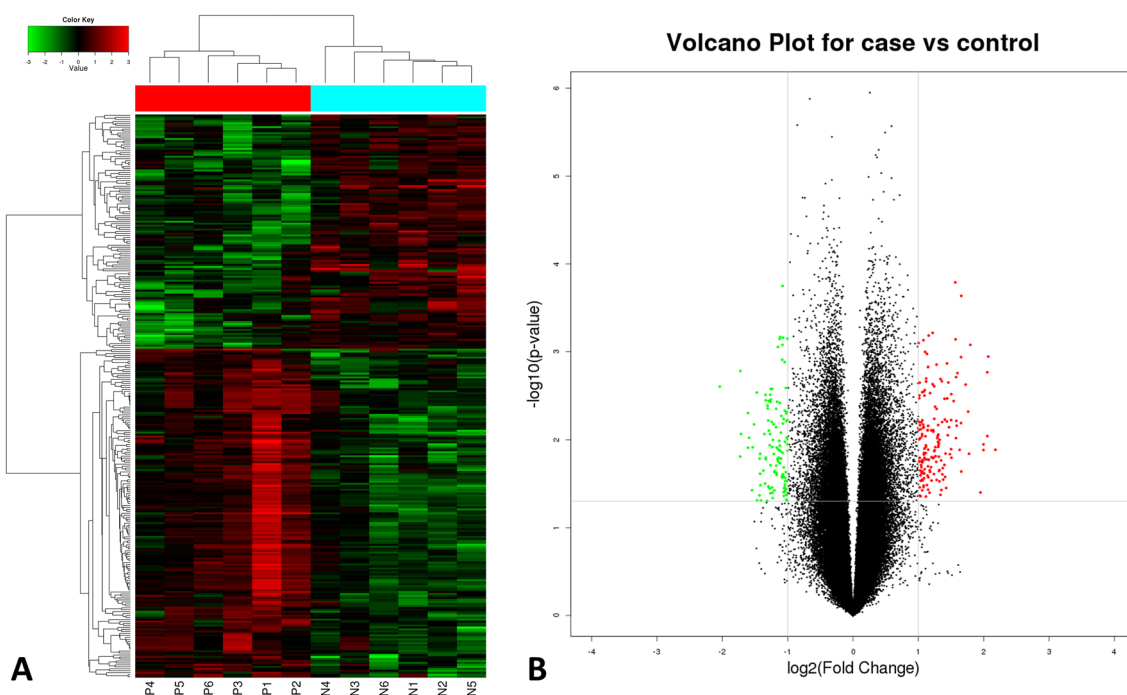 Color Key
-3 -1 0 1 2 3
Value
P4 P5 P6 P3 P1 P2 N4 N3 N6 N1 N2 N5
A
Volcano Plot for case vs control
6
5
4
3
2
1
0
-log10(p-value)
-4 -3 -2 -1 0 1 2 3 4
log2(Fold Change)
B